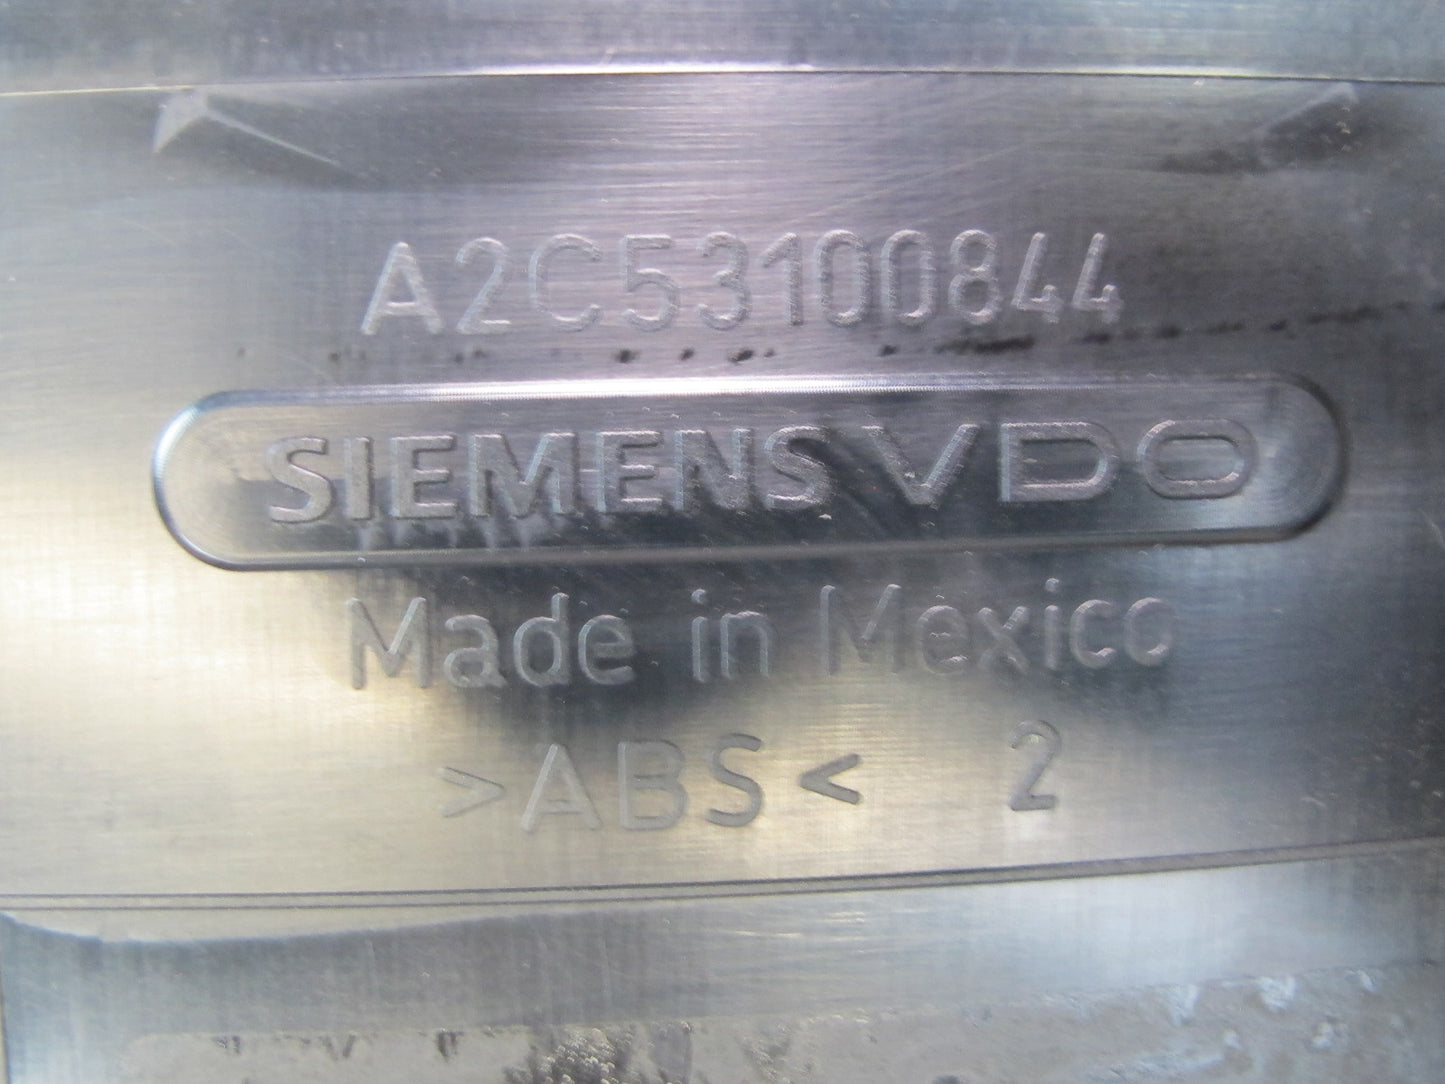 A2C53100844
SIEMENS VDO
Made in Mexico
>ABS< 2